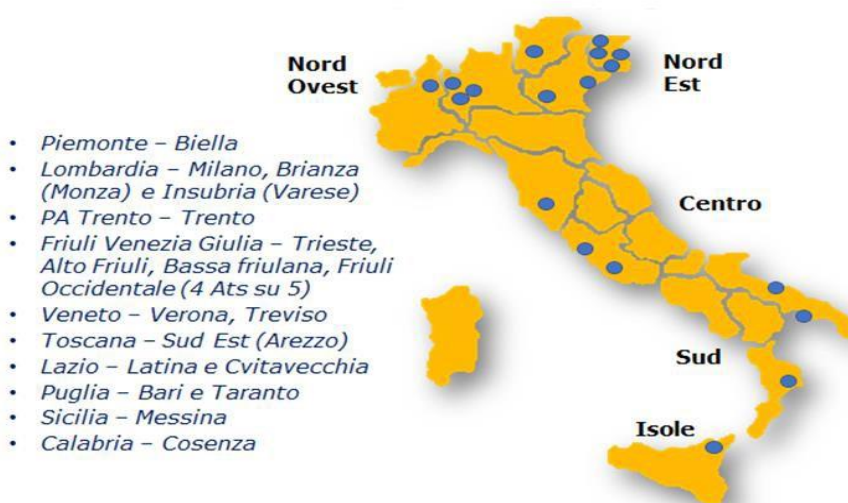 Nord
Ovest
Nord
Est
• Piemonte – Biella
• Lombardia – Milano, Brianza
(Monza) e Insubria (Varese)
• PA Trento – Trento
• Friuli Venezia Giulia – Trieste,
Alto Friuli, Bassa friulana, Friuli
Occidentale (4 Ats su 5)
• Veneto – Verona, Treviso
• Toscana – Sud Est (Arezzo)
• Lazio – Latina e Cvitavecchia
• Puglia – Bari e Taranto
• Sicilia – Messina
• Calabria – Cosenza
Centro
Sud
Isole